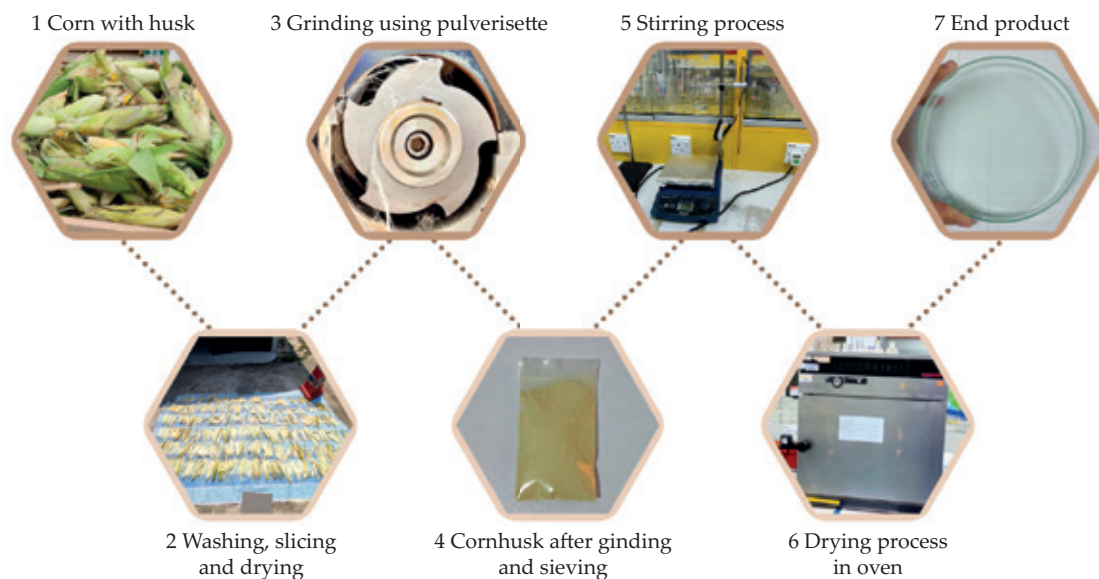 1 Corn with husk
3 Grinding using pulverisette
5 Stirring process
7 End product
2 Washing, slicing
and drying
4 Cornhusk after ginding
and sieving
6 Drying process
in oven